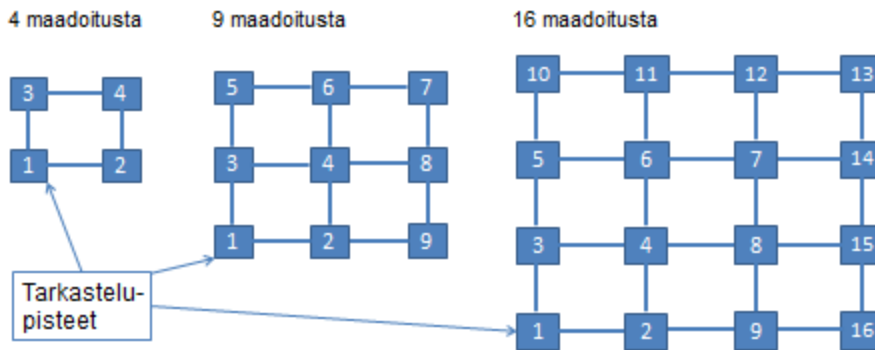 4 maadoitusta
9 maadoitusta
16 maadoitusta
3 4
1 2
5 6 7
3 4 8
1 2 9
10 11 12 13
5 6 7 14
3 4 8 15
1 2 9 16
Tarkastelu-
pisteet